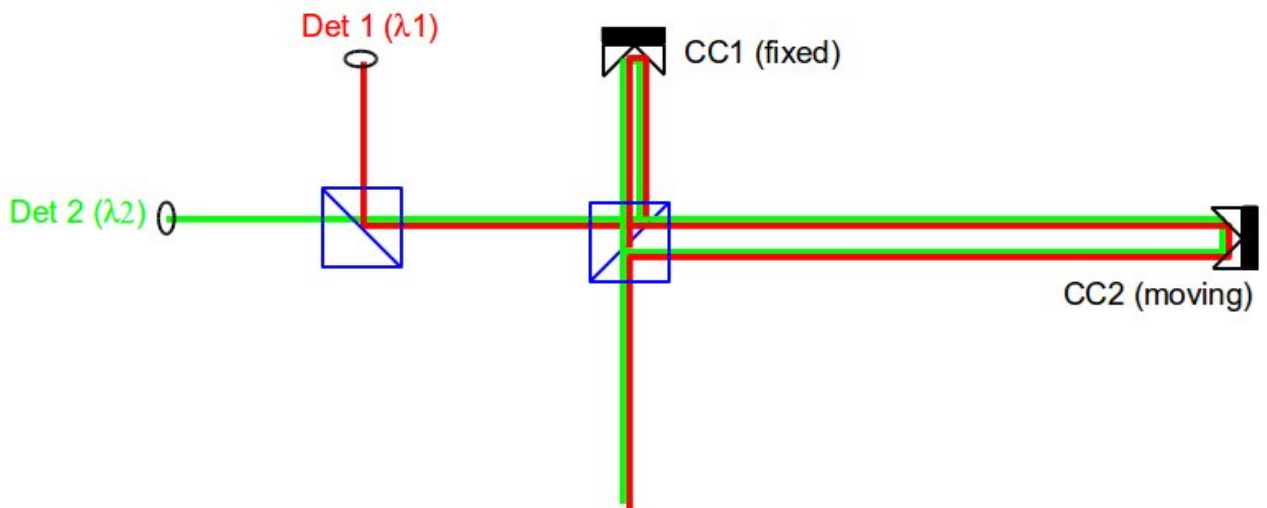 Det 1 (λ1)
CC1 (fixed)
Det 2 (λ2)
CC2 (moving)